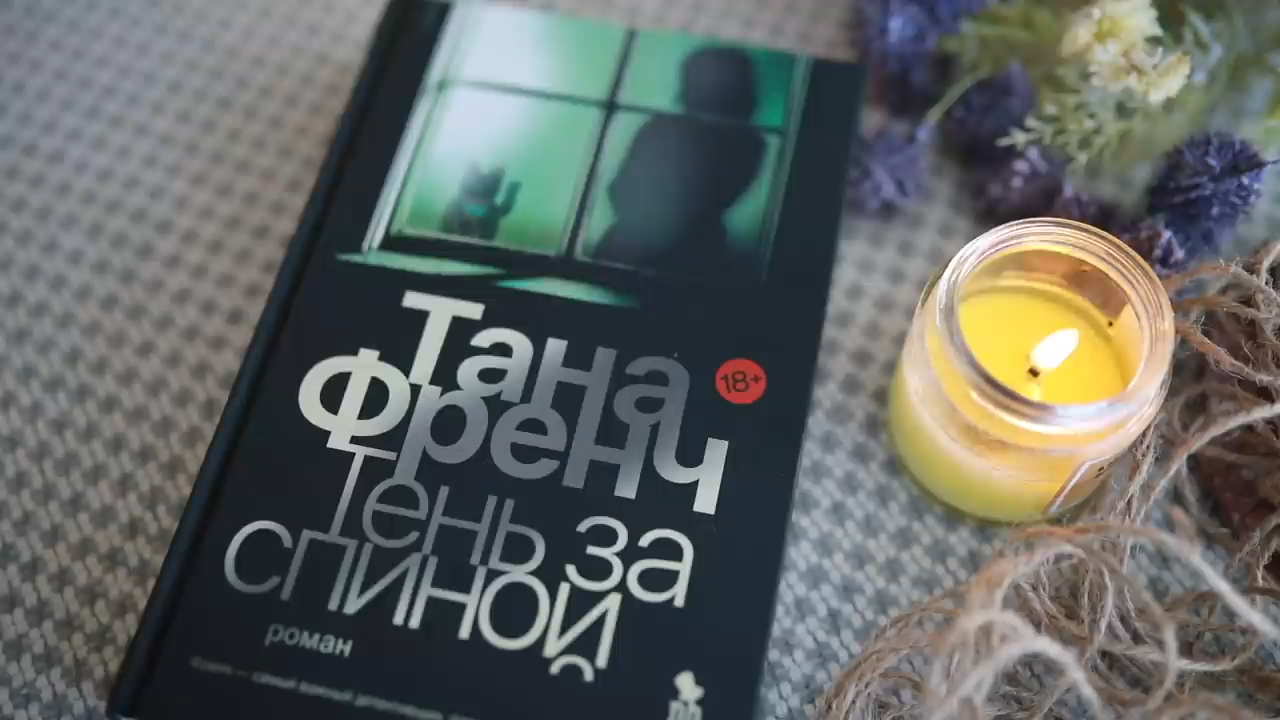 Тана
Френч
18+
Тень за
спиной
роман